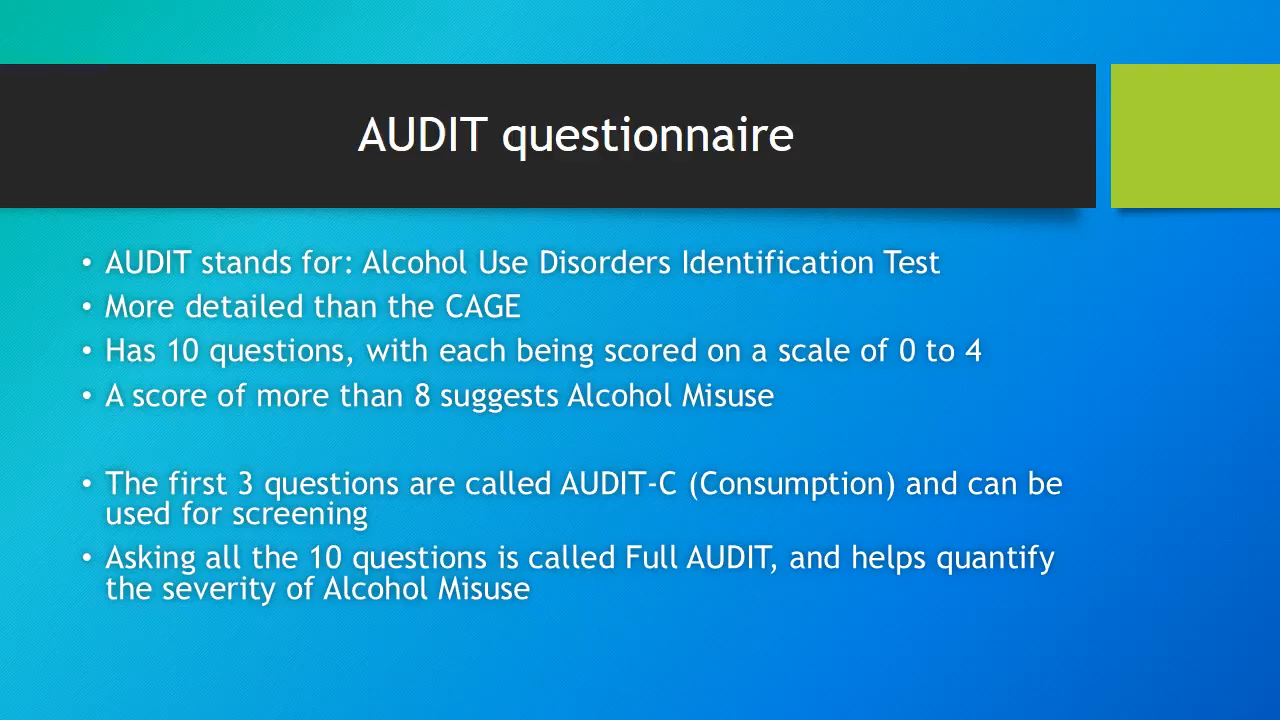 AUDIT questionnaire
• AUDIT stands for: Alcohol Use Disorders Identification Test
• More detailed than the CAGE
• Has 10 questions, with each being scored on a scale of 0 to 4
• A score of more than 8 suggests Alcohol Misuse
• The first 3 questions are called AUDIT-C (Consumption) and can be
used for screening
• Asking all the 10 questions is called Full AUDIT, and helps quantify
the severity of Alcohol Misuse